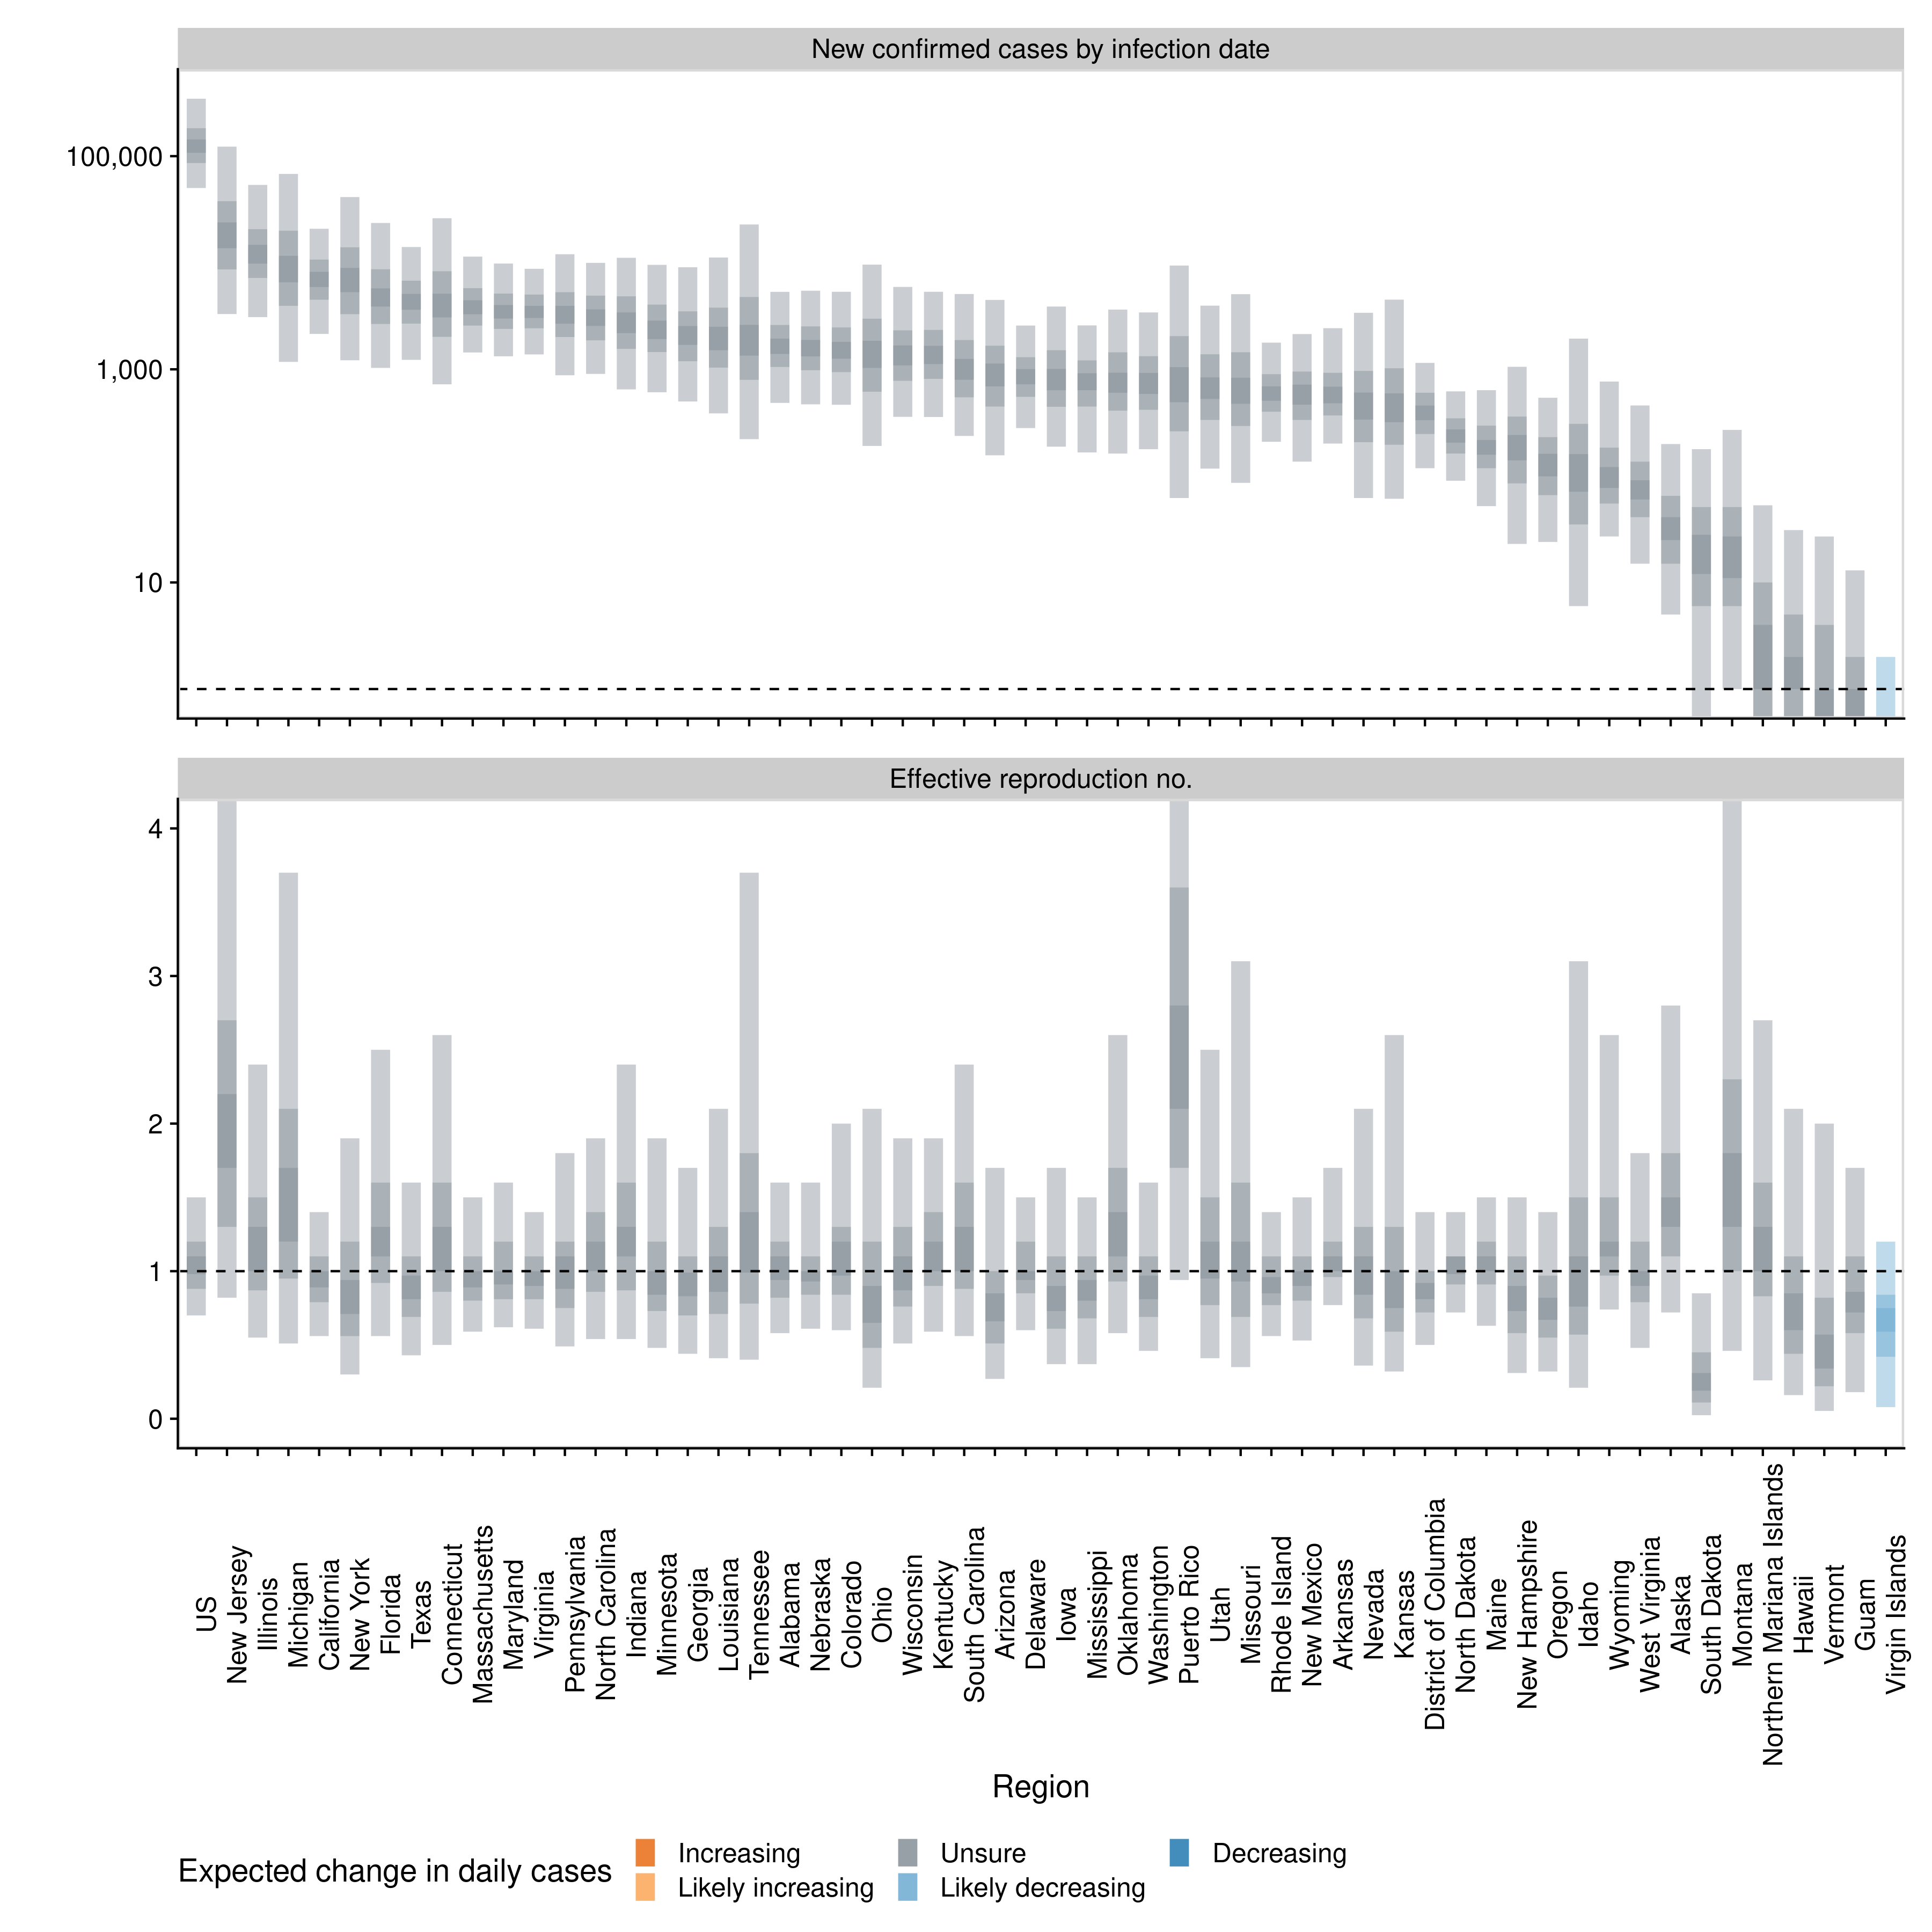 New confirmed cases by infection date
100,000
1,000
10
Effective reproduction no.
4
3
2
1
0
US
New Jersey
Illinois
Michigan
California
New York
Florida
Texas
Connecticut
Massachusetts
Maryland
Virginia
Pennsylvania
North Carolina
Indiana
Minnesota
Georgia
Louisiana
Tennessee
Alabama
Nebraska
Colorado
Ohio
Wisconsin
Kentucky
South Carolina
Arizona
Delaware
Iowa
Mississippi
Oklahoma
Washington
Puerto Rico
Utah
Missouri
Rhode Island
New Mexico
Arkansas
Nevada
Kansas
District of Columbia
North Dakota
Maine
New Hampshire
Oregon
Idaho
Wyoming
West Virginia
Alaska
South Dakota
Montana
Northern Mariana Islands
Hawaii
Vermont
Guam
Virgin Islands
Region
Expected change in daily cases
Increasing
Unsure
Decreasing
Likely increasing
Likely decreasing